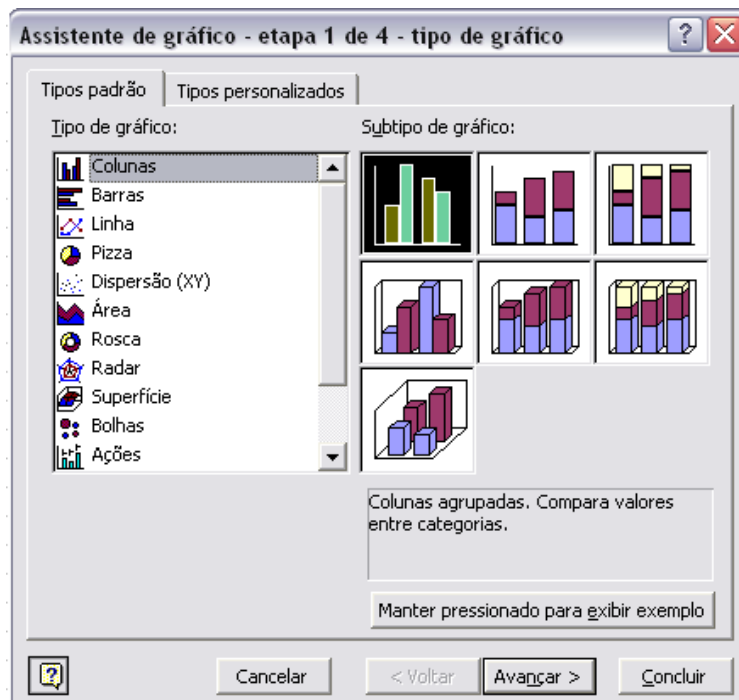 Assistente de gráfico - etapa 1 de 4 - tipo de gráfico
Tipos padrão
Tipos personalizados
Tipo de gráfico:
Colunas
Barras
Linha
Pizza
Dispersão (XY)
Área
Rosca
Radar
Superfície
Bolhas
Ações
Subtipo de gráfico:
Colunas agrupadas. Compara valores
entre categorias.
Manter pressionado para exibir exemplo
Cancelar
< Voltar
Avançar >
Concluir